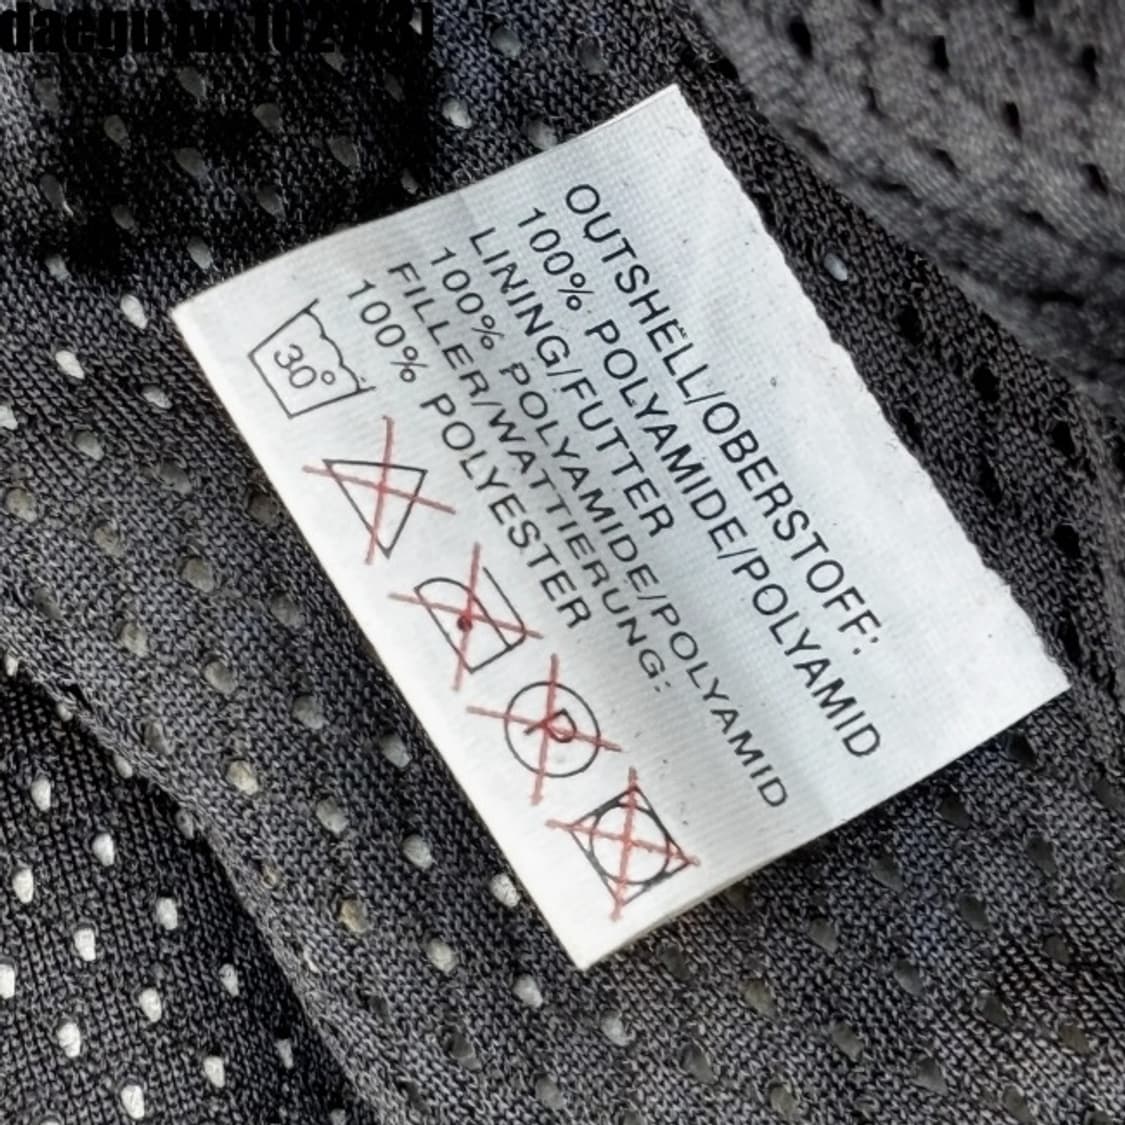 OUTSHELL/OBERSTOFF:
100% POLYAMIDE/POLYAMID
LINING/FUTTER
100% POLYAMIDE/POLYAMID
FILLER/WATTIERUNG:
100% POLYESTER
30°
P